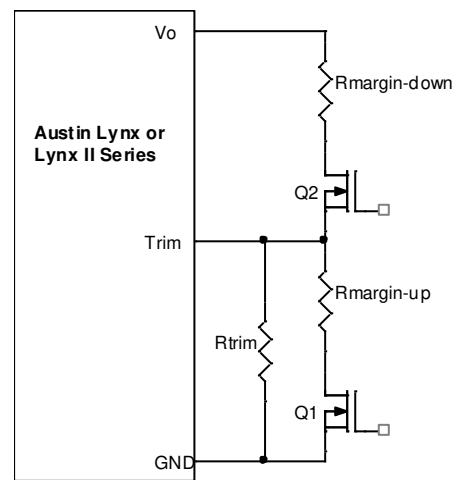 Vo
Rmargin-down
Austin Lynx or
Lynx II Series
Q2
Trim
Rmargin-up
Rtrim
Q1
GND